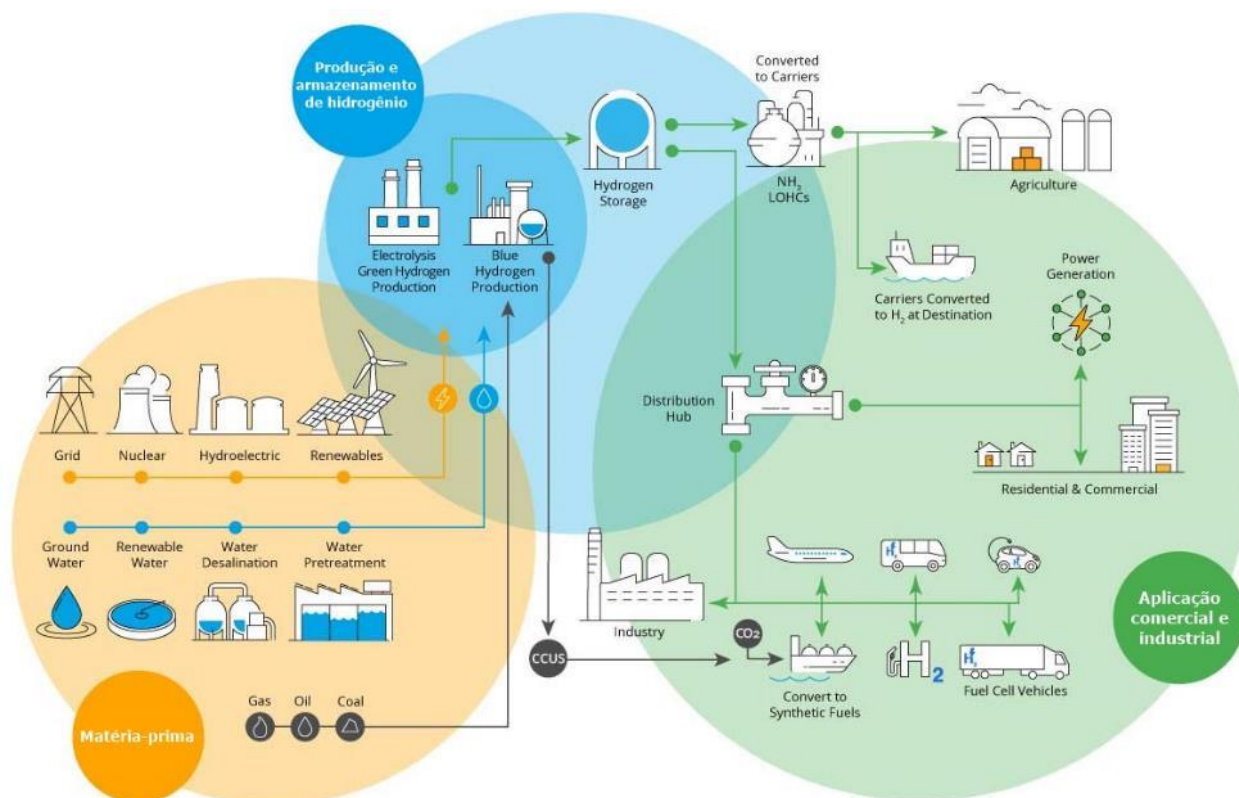 Produção e
armazenamento
de hidrogênio
Converted
to Carriers
Hydrogen
Storage
NH3
LOHCs
Agriculture
Electrolysis
Green Hydrogen
Production
Blue
Hydrogen
Production
Carriers Converted
to H2 at Destination
Power
Generation
Distribution
Hub
Residential & Commercial
Grid
Nuclear
Hydroelectric
Renewables
Ground
Water
Renewable
Water
Water
Desalination
Water
Pretreatment
Industry
CCUS
CO2
Convert to
Synthetic Fuels
H2
Fuel Cell Vehicles
Aplicação
comercial e
industrial
Gas
Oil
Coal
Matéria-prima